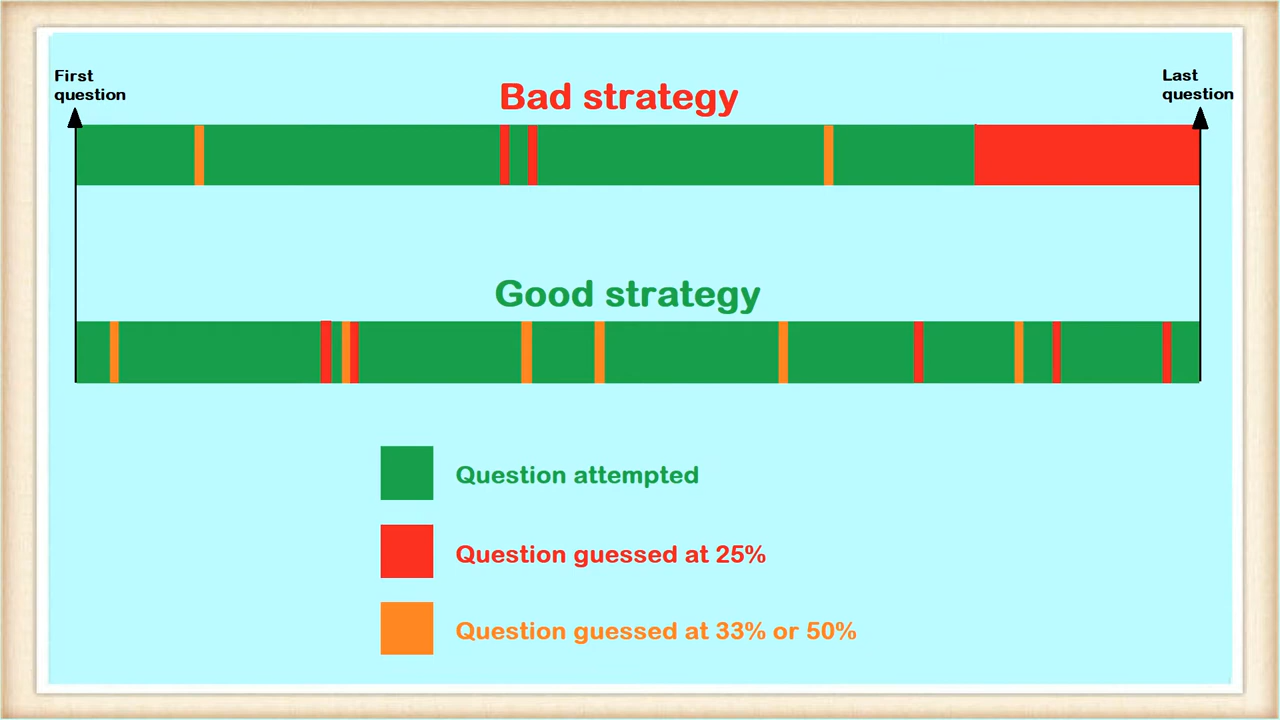 First
question
Bad strategy
Last
question
Good strategy
Question attempted
Question guessed at 25%
Question guessed at 33% or 50%